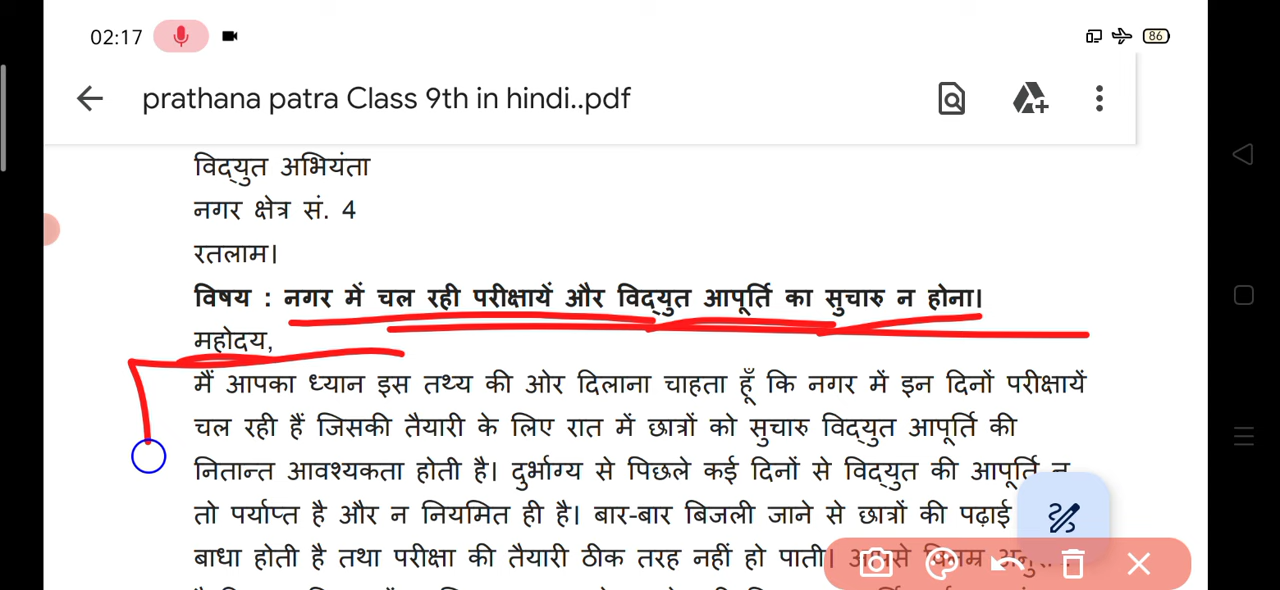 02:17
86
prathana patra Class 9th in hindi..pdf
विद्युत अभियंता
नगर क्षेत्र सं. 4
रतलाम।
विषय : नगर में चल रही परीक्षायें और विद्युत आपूर्ति का सुचारु न होना।
महोदय,
मैं आपका ध्यान इस तथ्य की ओर दिलाना चाहता हूँ कि नगर में इन दिनों परीक्षायें
चल रही हैं जिसकी तैयारी के लिए रात में छात्रों को सुचारु विद्युत आपूर्ति की
नितान्त आवश्यकता होती है। दुर्भाग्य से पिछले कई दिनों से विद्युत की आपूर्ति न
तो पर्याप्त है और न नियमित ही है। बार-बार बिजली जाने से छात्रों की पढ़ाई
बाधा होती है तथा परीक्षा की तैयारी ठीक तरह नहीं हो पाती।